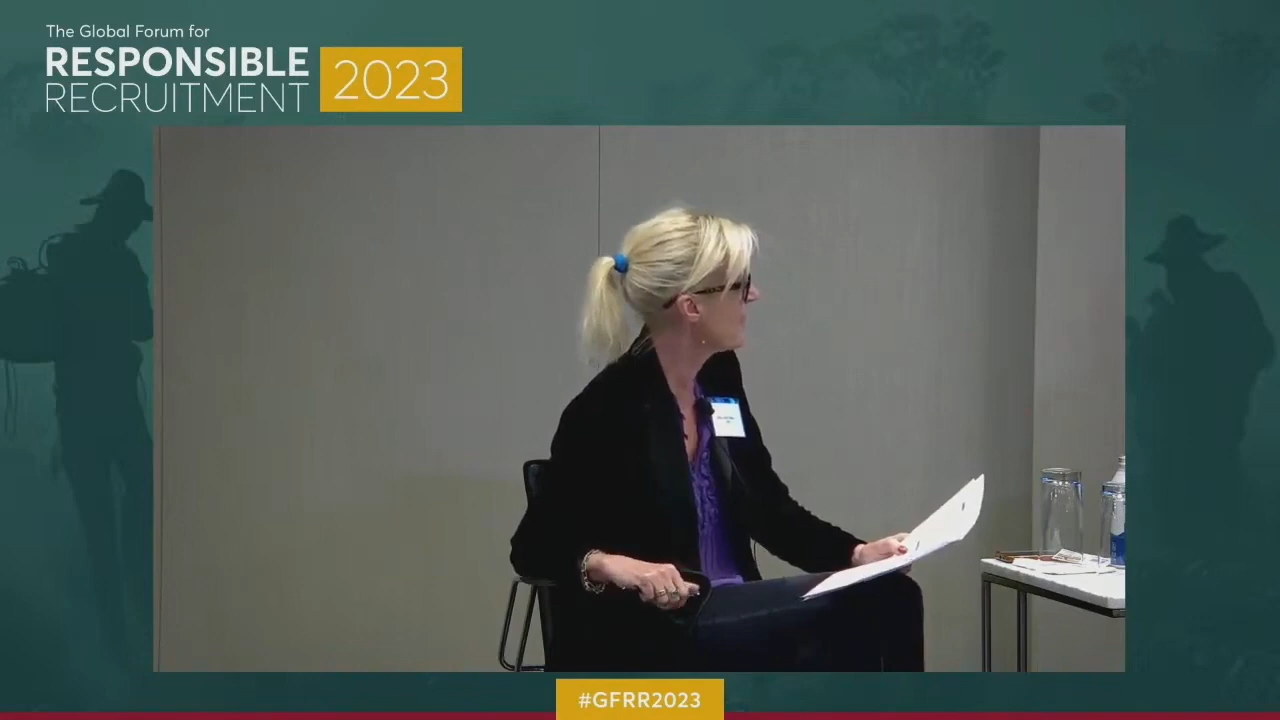 The Global Forum for
RESPONSIBLE
RECRUITMENT
2023
#GFRR2023